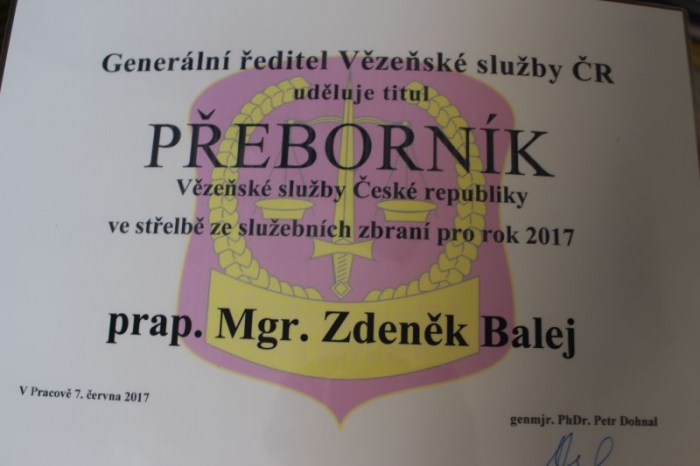 Generální ředitel Vězeňské služby ČR
uděluje titul
PŘEBORNÍK
Vězeňské služby České republiky
ve střelbě ze služebních zbraní pro rok 2017
prap. Mgr. Zdeněk Balej
V Pracově 7. června 2017
genmjr. PhDr. Petr Dohnal